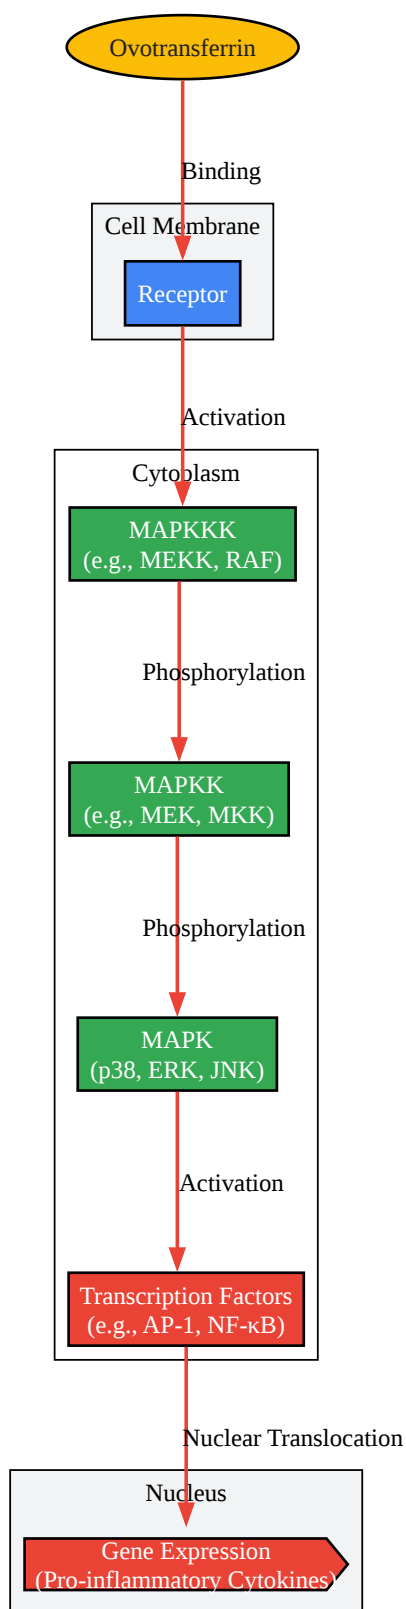 Ovotransferrin
Binding
Cell Membrane
Receptor
Activation
Cytoplasm
MAPKKK
(e.g., MEKK, RAF)
Phosphorylation
MAPKK
(e.g., MEK, MKK)
Phosphorylation
MAPK
(p38, ERK, JNK)
Activation
Transcription Factors
(e.g., AP-1, NF-κB)
Nuclear Translocation
Nucleus
Gene Expression
(Pro-inflammatory Cytokines)